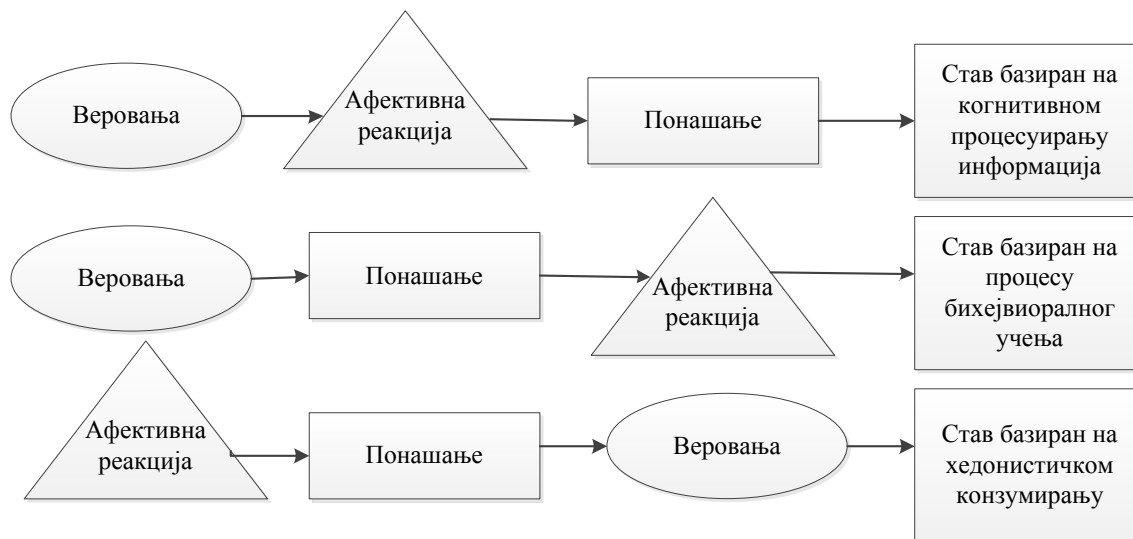 Веровања
Афективна
реакција
Понашање
Став базиран на
когнитивном
процесуирању
информација
Веровања
Понашање
Афективна
реакција
Став базиран на
процесу
бихејвиоралног
учења
Афективна
реакција
Понашање
Веровања
Став базиран на
хедонистичком
конзумирању